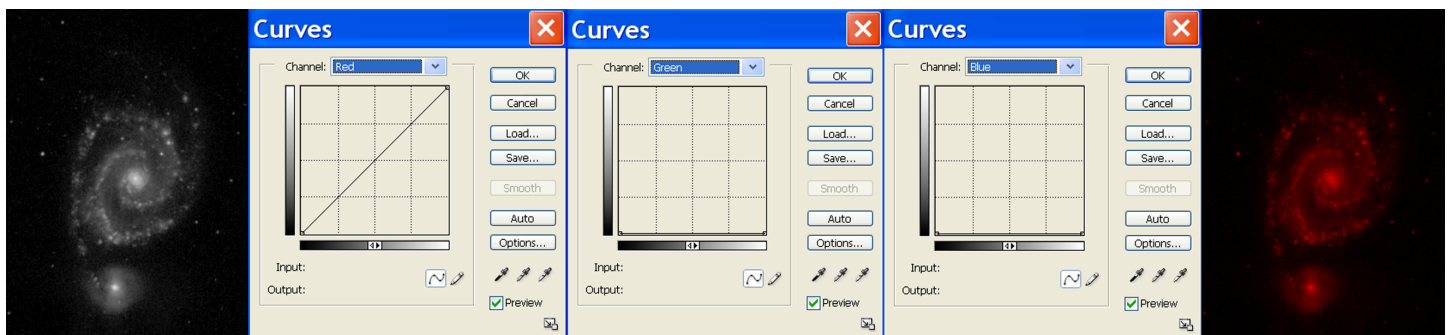 Curves
Channel: Red
OK
Cancel
Load...
Save...
Smooth
Auto
Options...
Input:
Output:
Preview
Curves
Channel: Green
OK
Cancel
Load...
Save...
Smooth
Auto
Options...
Input:
Output:
Preview
Curves
Channel: Blue
OK
Cancel
Load...
Save...
Smooth
Auto
Options...
Input:
Output:
Preview